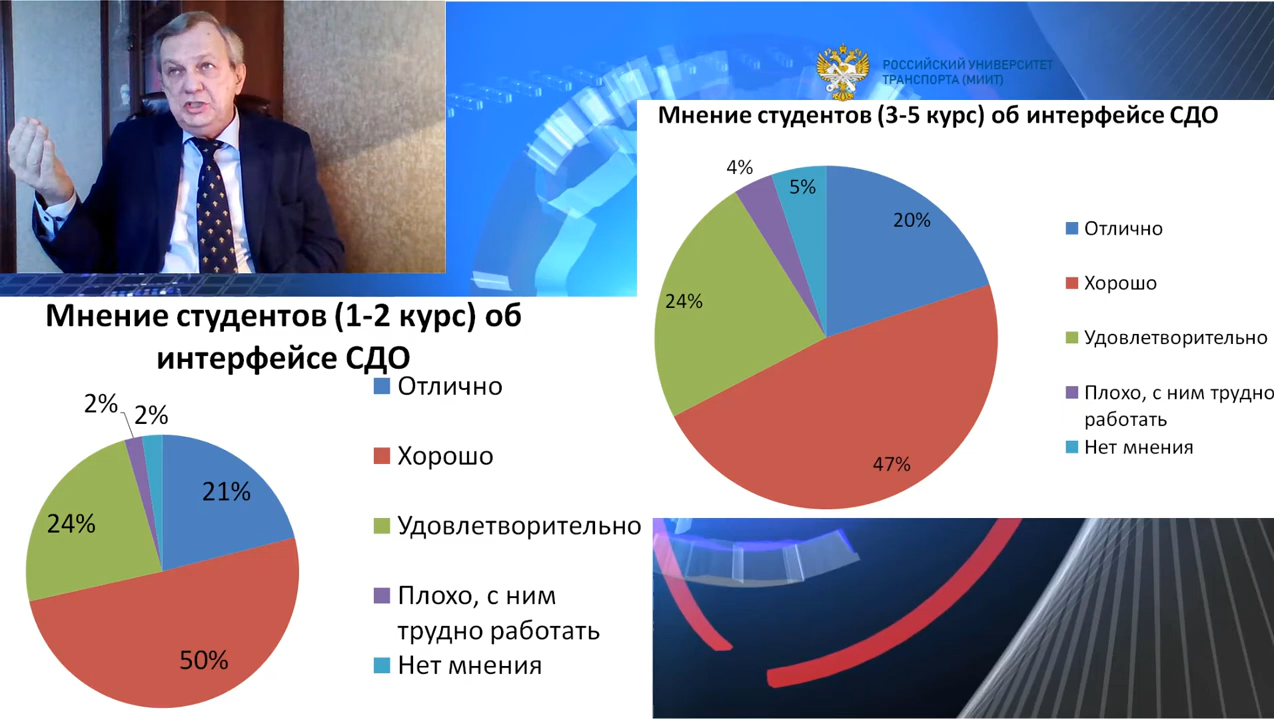 РОССИЙСКИЙ УНИВЕРСИТЕТ
ТРАНСПОРТА (МИИТ)
Мнение студентов (3-5 курс) об интерфейсе СДО
4%
5%
20%
24%
47%
Отлично
Хорошо
Удовлетворительно
Плохо, с ним трудно
работать
Нет мнения
Мнение студентов (1-2 курс) об
интерфейсе СДО
2%
2%
21%
24%
50%
Отлично
Хорошо
Удовлетворительно
Плохо, с ним
трудно работать
Нет мнения